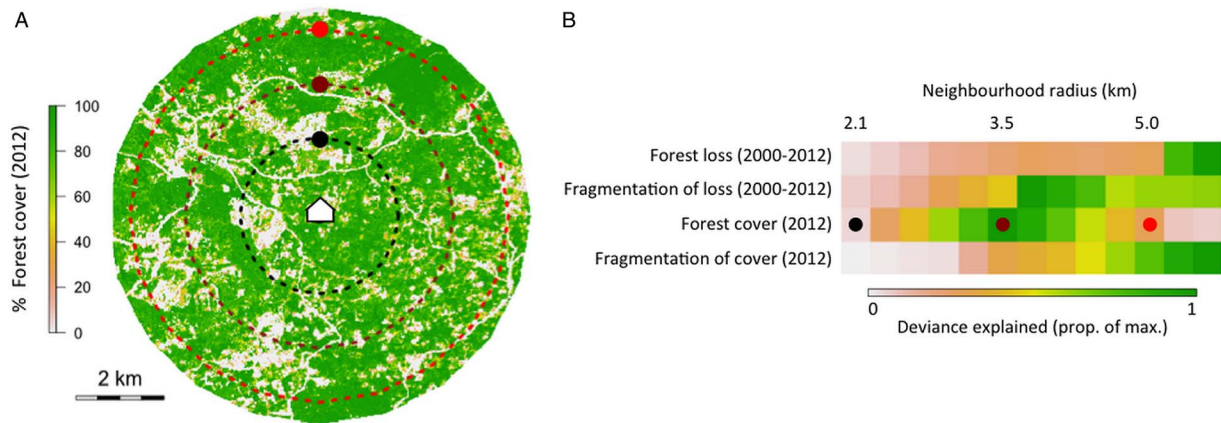 A
% Forest cover (2012)
100
80
60
40
20
0
2 km
B
Neighbourhood radius (km)
2.1 3.5 5.0
Forest loss (2000-2012)
Fragmentation of loss (2000-2012)
Forest cover (2012)
Fragmentation of cover (2012)
0 1
Deviance explained (prop. of max.)